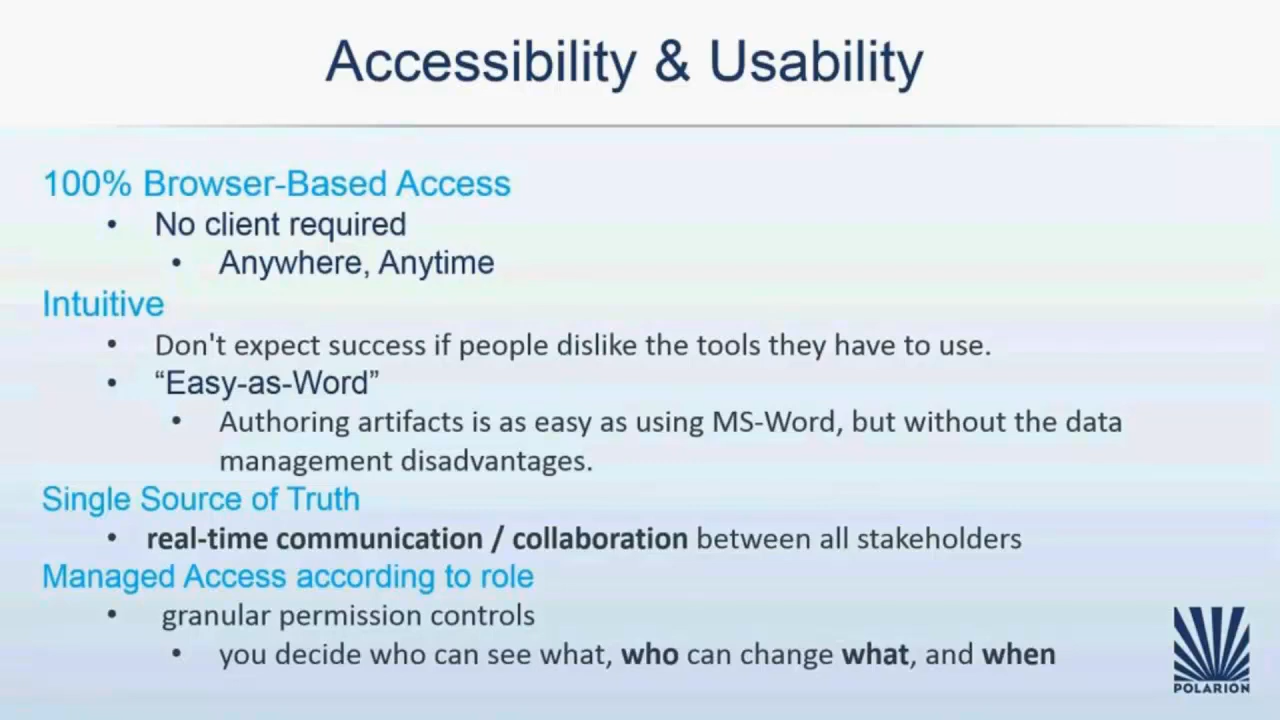 Accessibility & Usability
100% Browser-Based Access
• No client required
• Anywhere, Anytime
Intuitive
• Don't expect success if people dislike the tools they have to use.
• “Easy-as-Word”
• Authoring artifacts is as easy as using MS-Word, but without the data
management disadvantages.
Single Source of Truth
• real-time communication / collaboration between all stakeholders
Managed Access according to role
• granular permission controls
• you decide who can see what, who can change what, and when
POLARION